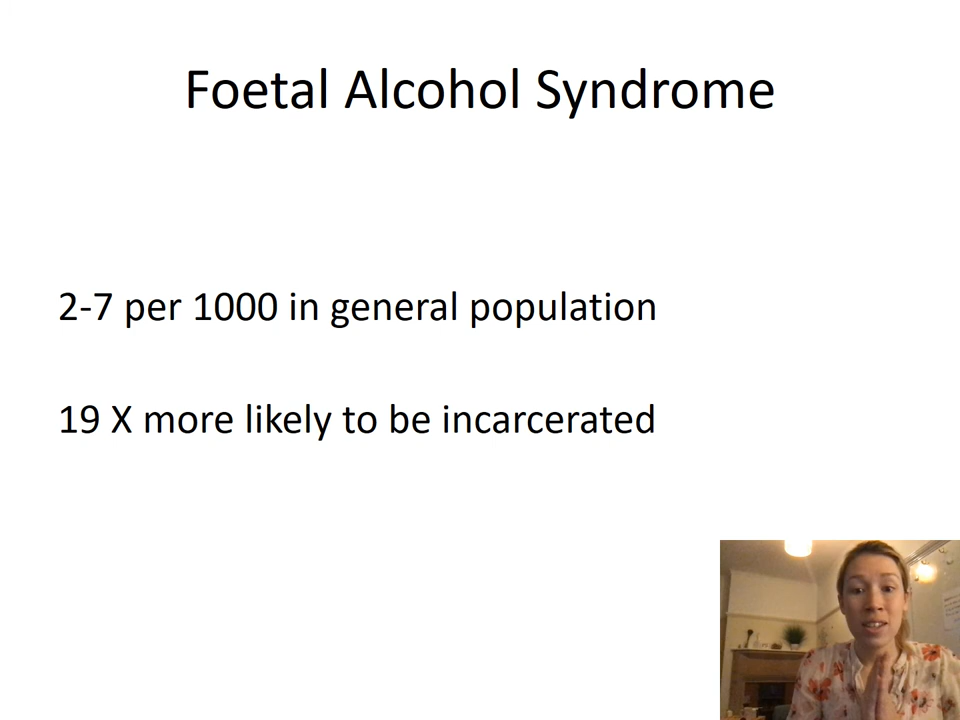 Foetal Alcohol Syndrome
2-7 per 1000 in general population
19 X more likely to be incarcerated